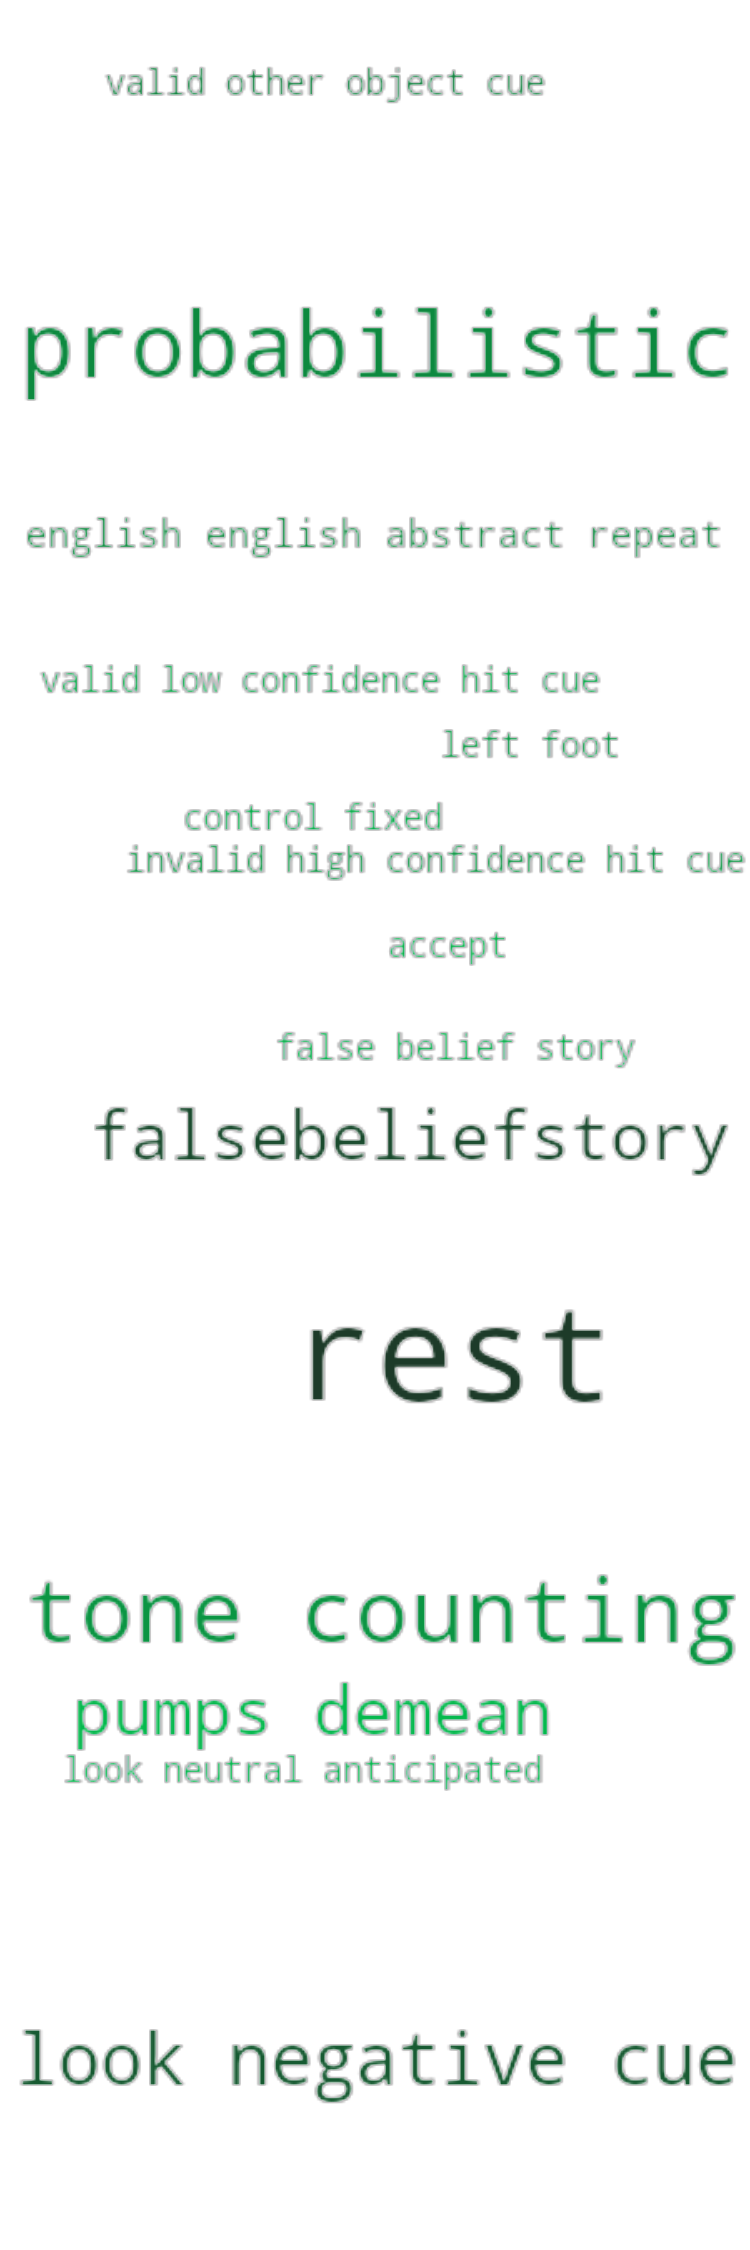 valid other object cue
probabilistic
english english abstract repeat
valid low confidence hit cue
left foot
control fixed
invalid high confidence hit cue
accept
false belief story
falsebeliefstory
rest
tone counting
pumps demean
look neutral anticipated
look negative cue